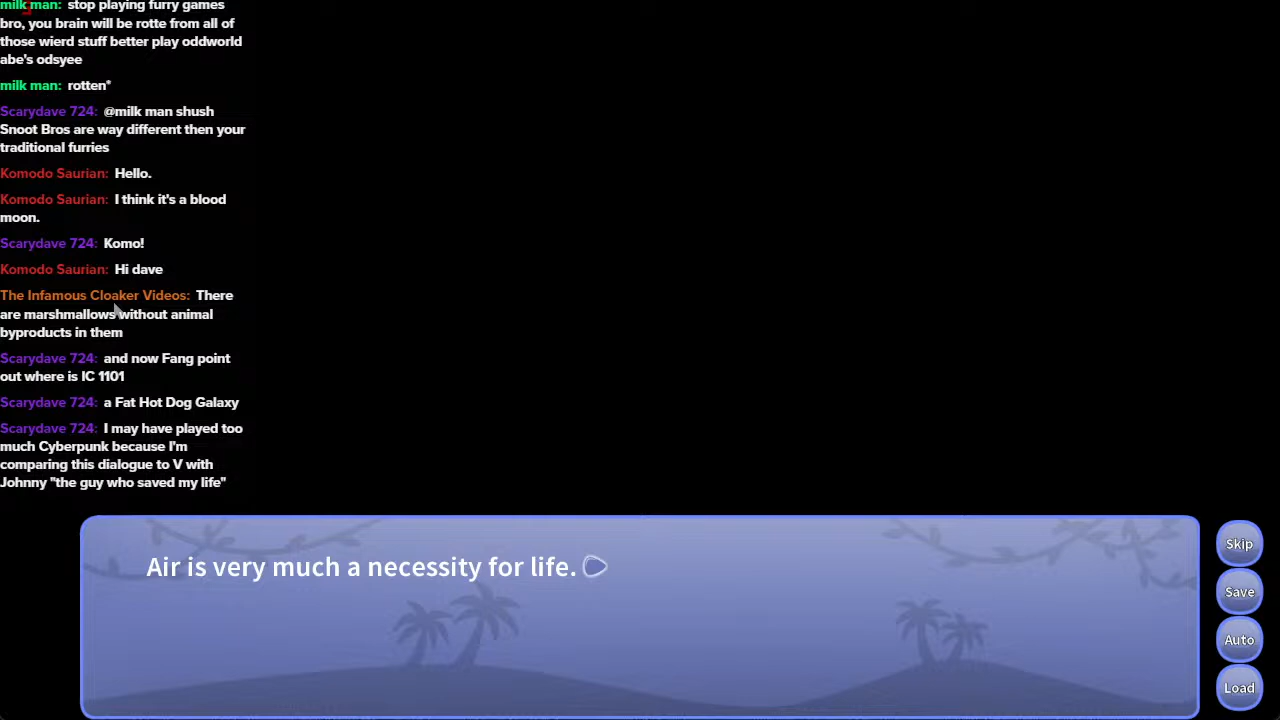 milk man: stop playing furry games
bro, you brain will be rotte from all of
those wierd stuff better play oddworld
abe's odsyee
milk man: rotten*
Scarydave 724: @milk man shush
Snoot Bros are way different then your
traditional furries
Komodo Saurian: Hello.
Komodo Saurian: I think it's a blood
moon.
Scarydave 724: Komo!
Komodo Saurian: Hi dave
The Infamous Cloaker Videos: There
are marshmallows without animal
byproducts in them
Scarydave 724: and now Fang point
out where is IC 1101
Scarydave 724: a Fat Hot Dog Galaxy
Scarydave 724: I may have played too
much Cyberpunk because I'm
comparing this dialogue to V with
Johnny "the guy who saved my life"
Air is very much a necessity for life.
Skip
Save
Auto
Load